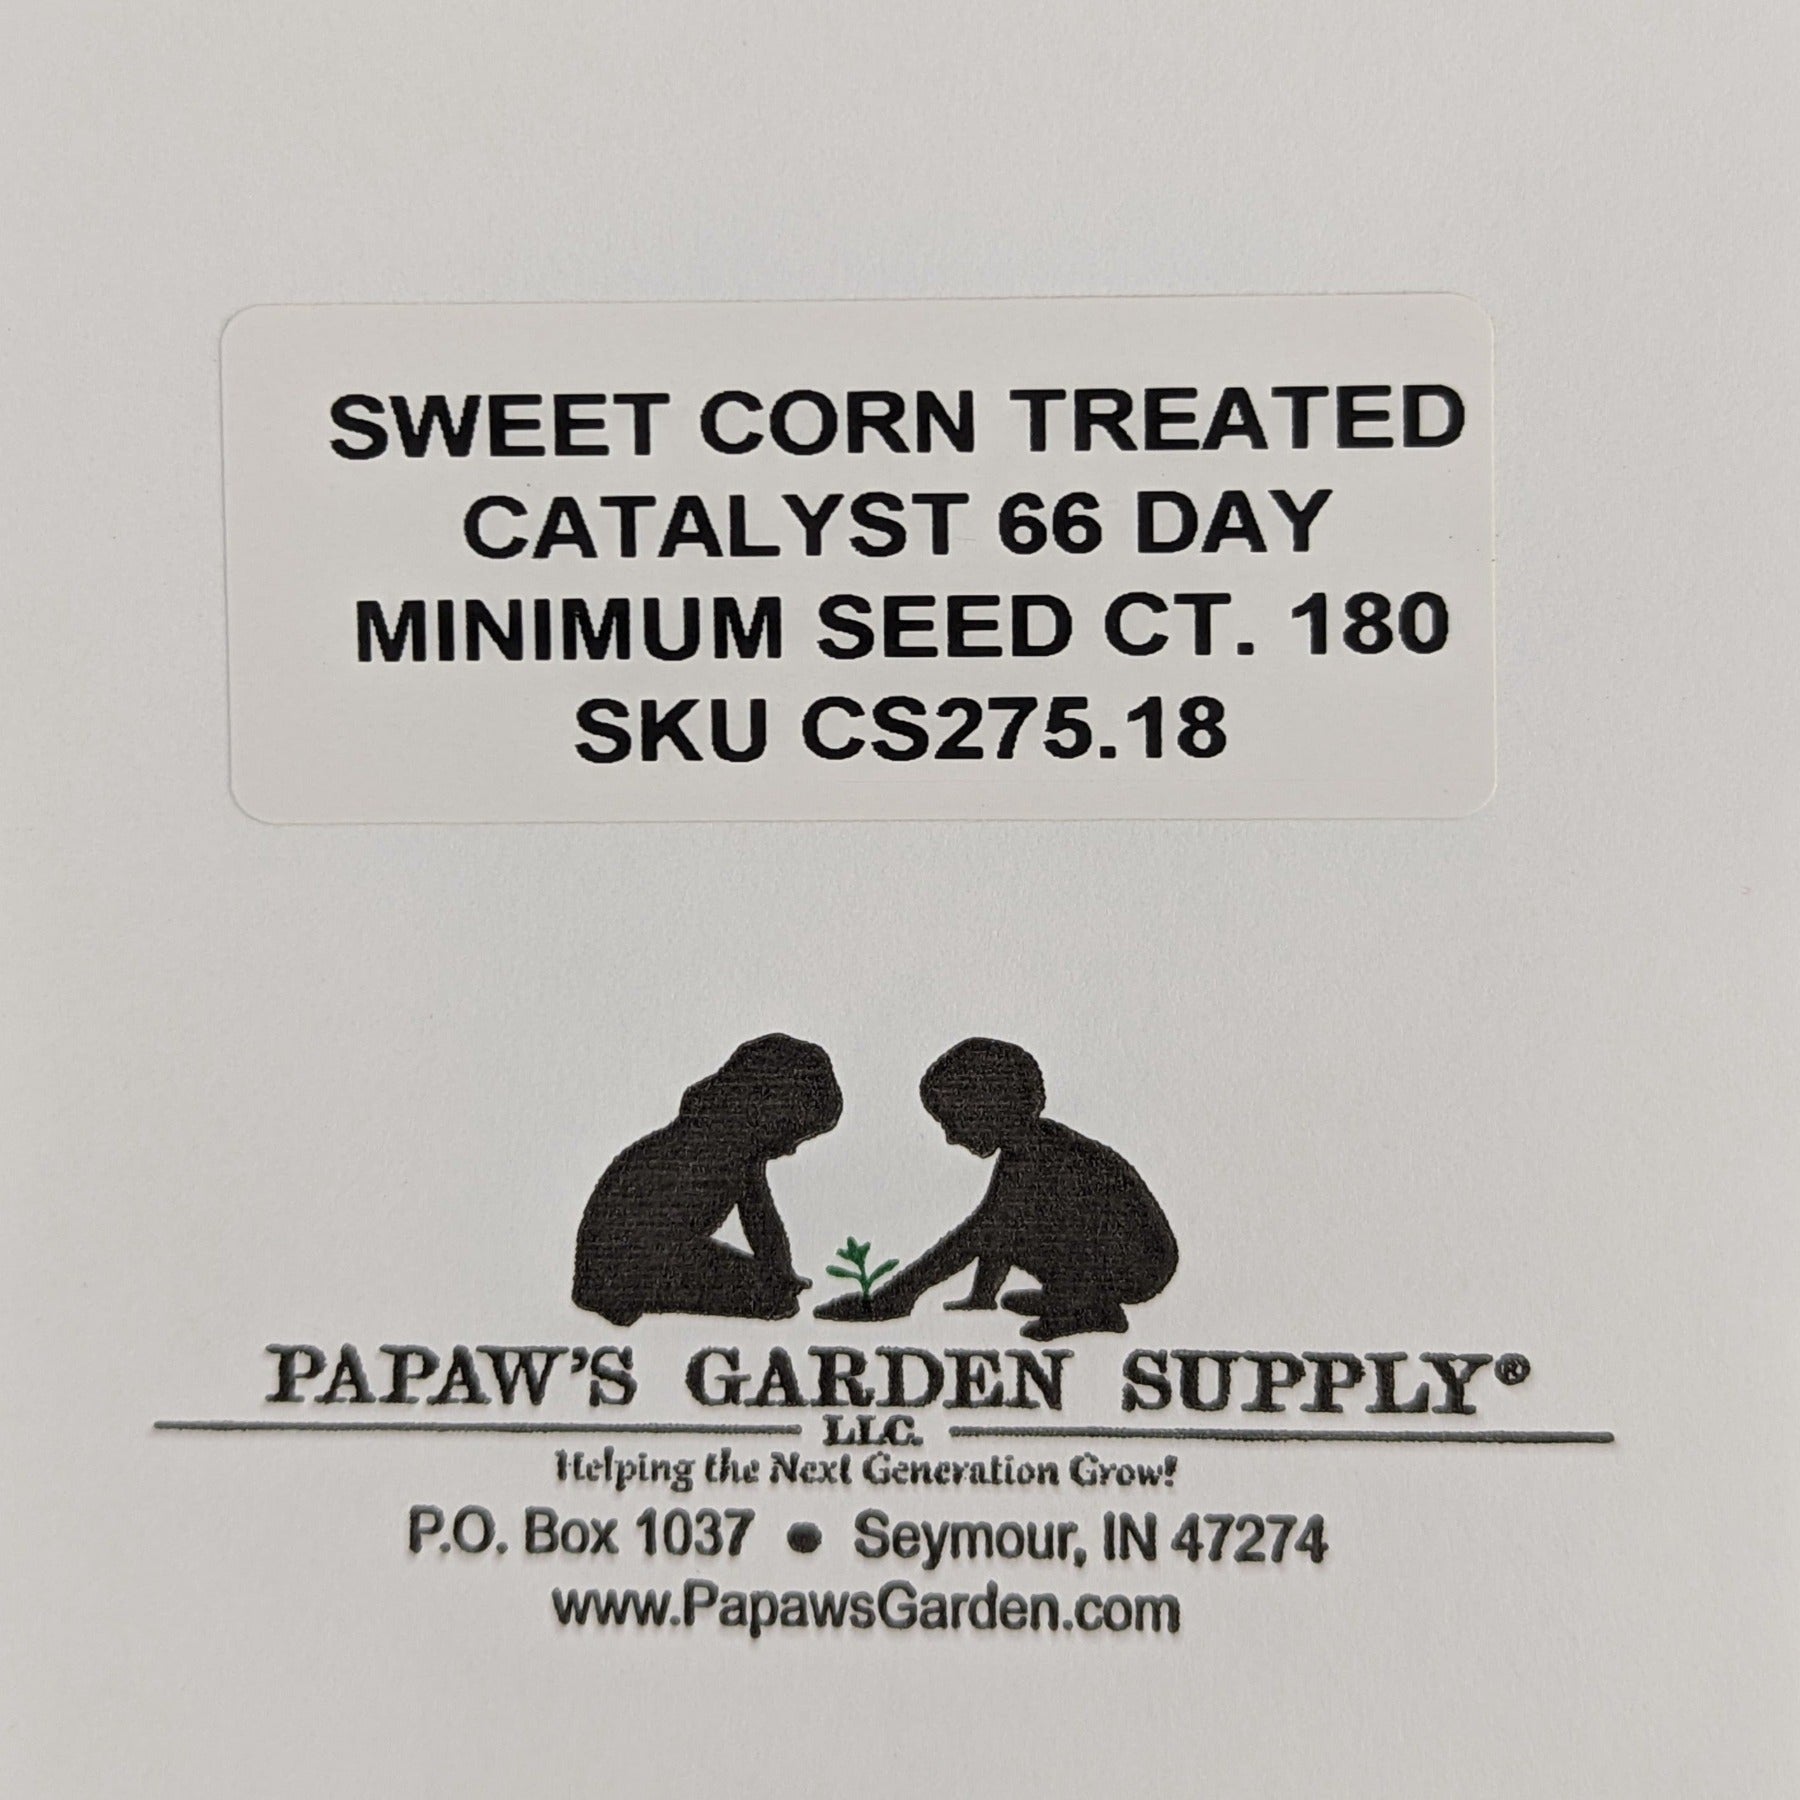 SWEET CORN TREATED
CATALYST 66 DAY
MINIMUM SEED CT. 180
SKU CS275.18
PAPAW'S GARDEN SUPPLY®
LLC.
Helping the Next Generation Grow!
P.O. Box 1037 ● Seymour, IN 47274
www.PapawsGarden.com